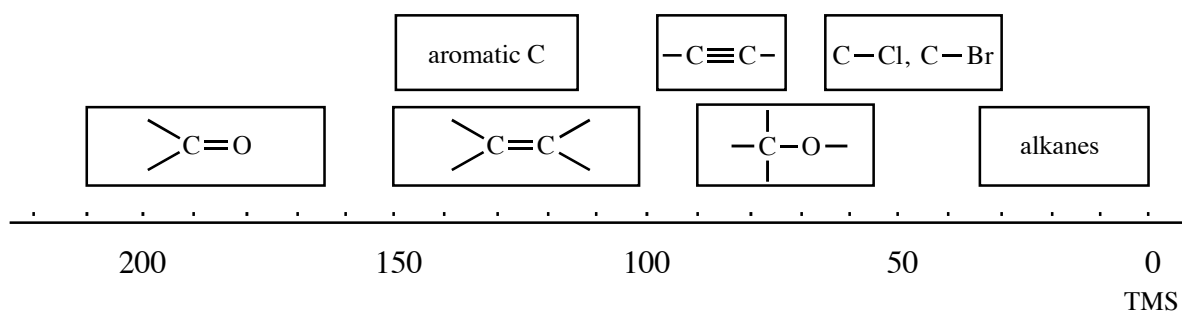 aromatic C
—C≡C—
C—Cl, C—Br
C=O
C=C
—C—O—
alkanes
200 150 100 50 0
TMS